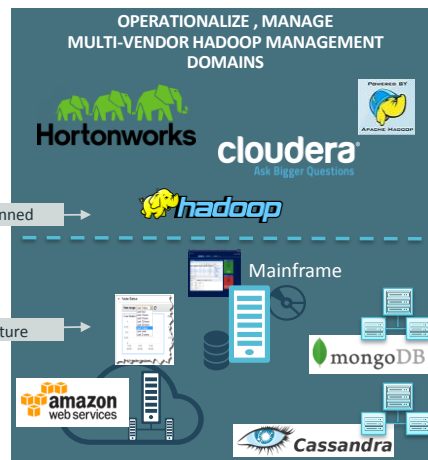 OPERATIONALIZE , MANAGE
MULTI-VENDOR HADOOP MANAGEMENT
DOMAINS
POWERED BY
APACHE HADOOP
Hortonworks
cloudera
Ask Bigger Questions
nned
hadoop
Mainframe
ture
mongoDB
amazon
web services
Cassandra